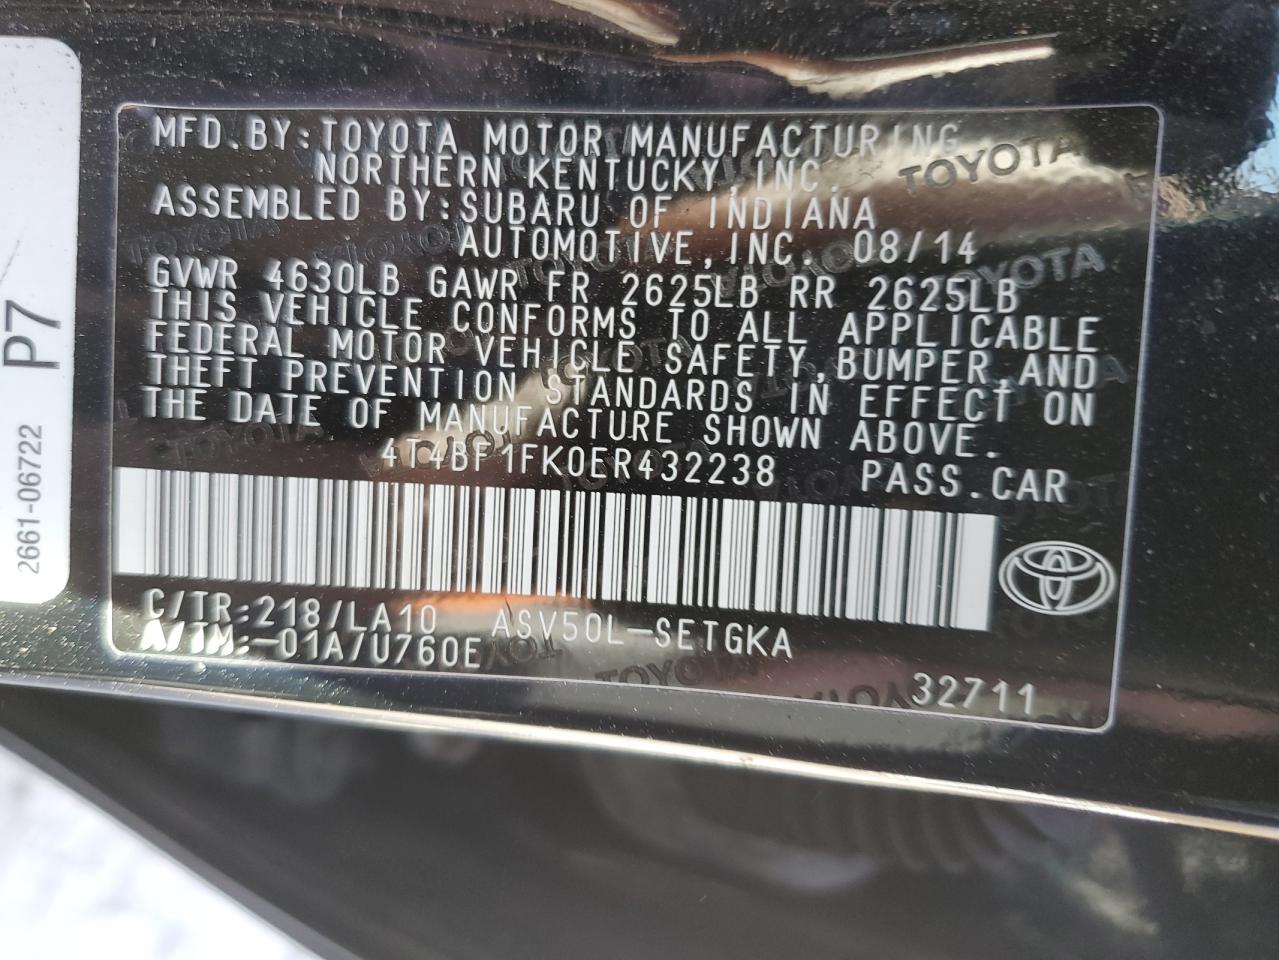 MFD.BY:TOYOTA MOTOR MANUFACTURING
NORTHERN KENTUCKY,INC.
ASSEMBLED BY:SUBARU OF INDIANA
AUTOMOTIVE,INC. 08/14
GVWR 4630LB GAWR FR 2625LB RR 2625LB
THIS VEHICLE CONFORMS TO ALL APPLICABLE
FEDERAL MOTOR VEHICLE SAFETY,BUMPER,AND
THEFT PREVENTION STANDARDS IN EFFECT ON
THE DATE OF MANUFACTURE SHOWN ABOVE.
4T4BF1FK0ER432238 PASS.CAR
C/TR:218/LA10 ASV50L-SETGKA
A/TM:-01A/U760E
32711
P7
2661-06722
TOYOTA
TOYOTA